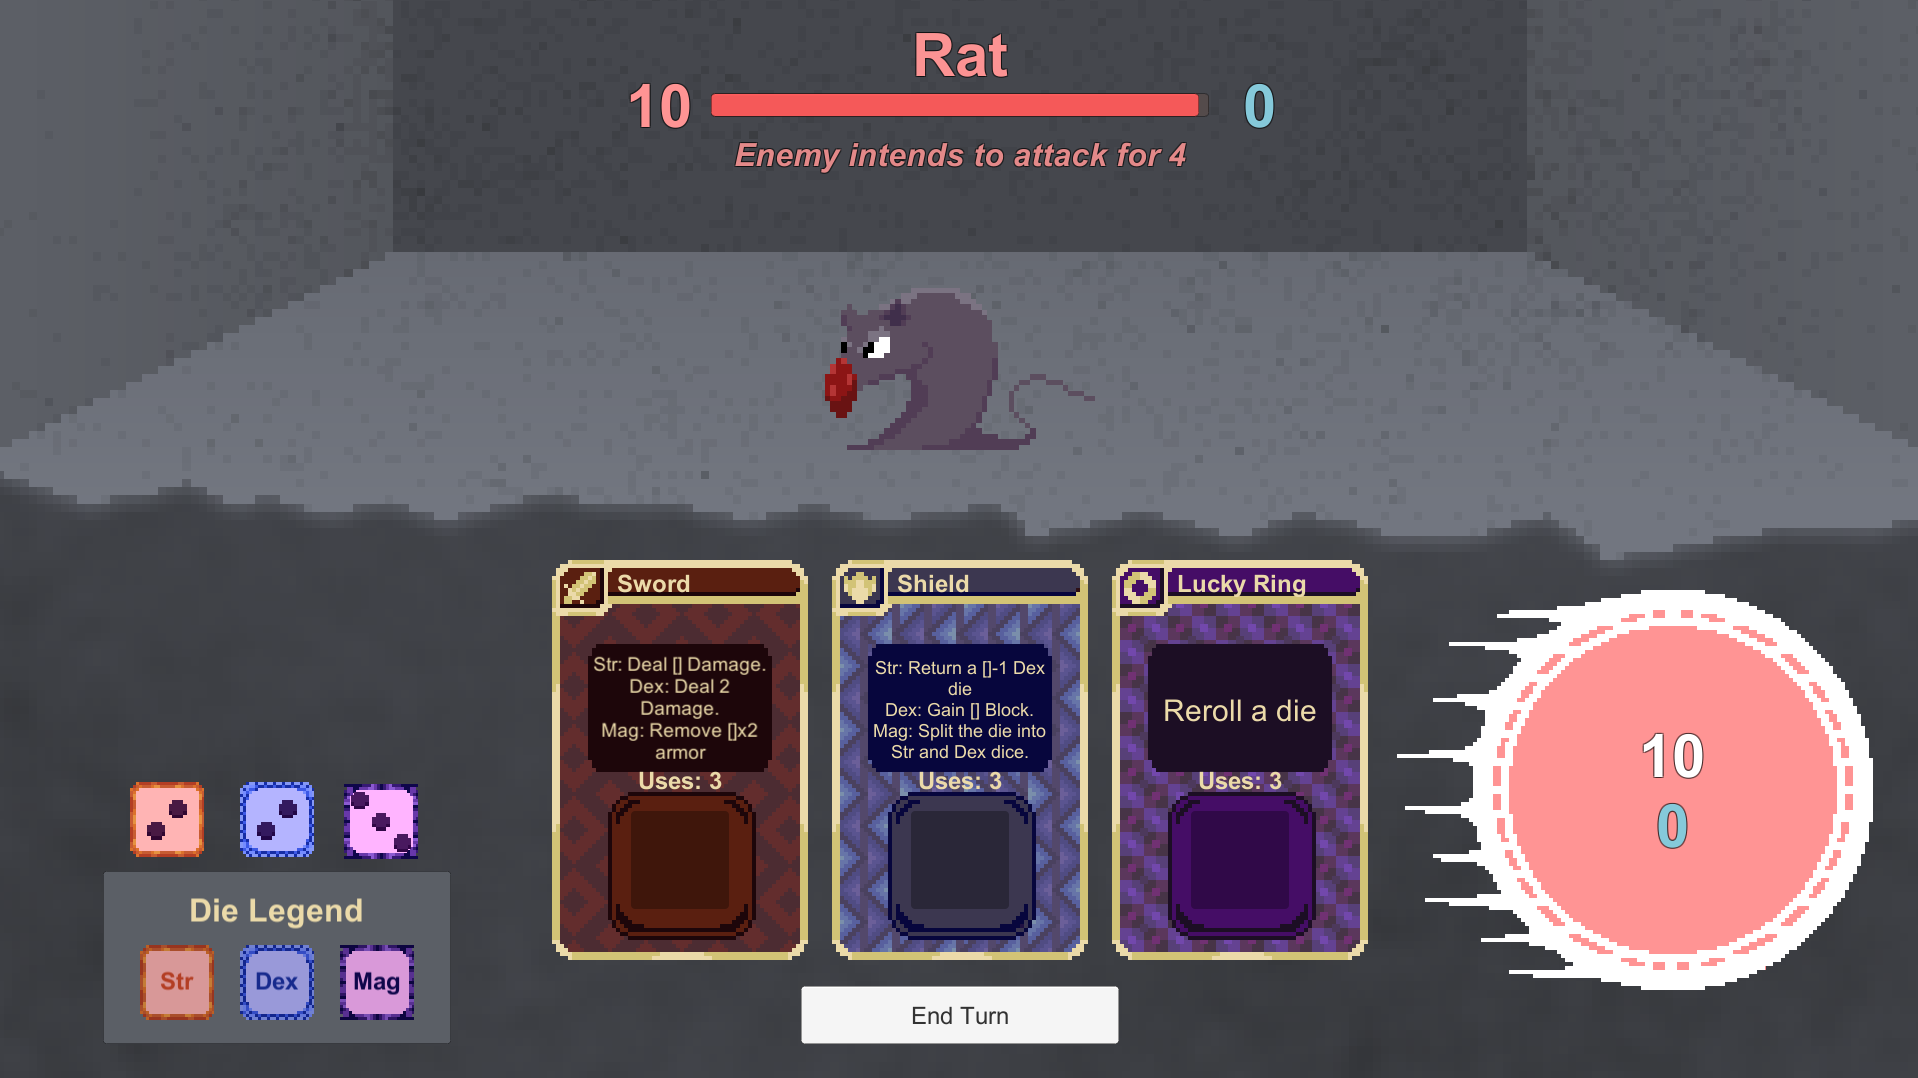 Rat
10
0
Enemy intends to attack for 4
Sword
Str: Deal [] Damage.
Dex: Deal 2
Damage.
Mag: Remove []x2
armor
Uses: 3
Shield
Str: Return a []-1 Dex
die
Dex: Gain [] Block.
Mag: Split the die into
Str and Dex dice.
Uses: 3
Lucky Ring
Reroll a die
Uses: 3
10
0
Die Legend
Str
Dex
Mag
End Turn